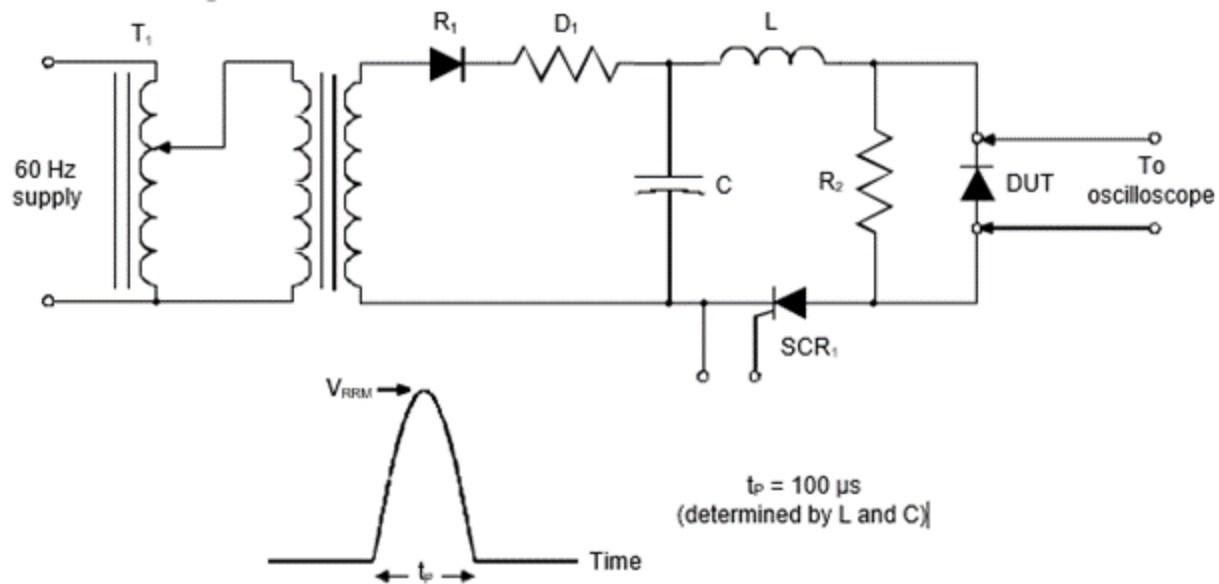 T₁
R₁
D₁
L
60 Hz
supply
C
R₂
DUT
To
oscilloscope
SCR₁
VRRM
tP = 100 µs
(determined by L and C)
Time
tP